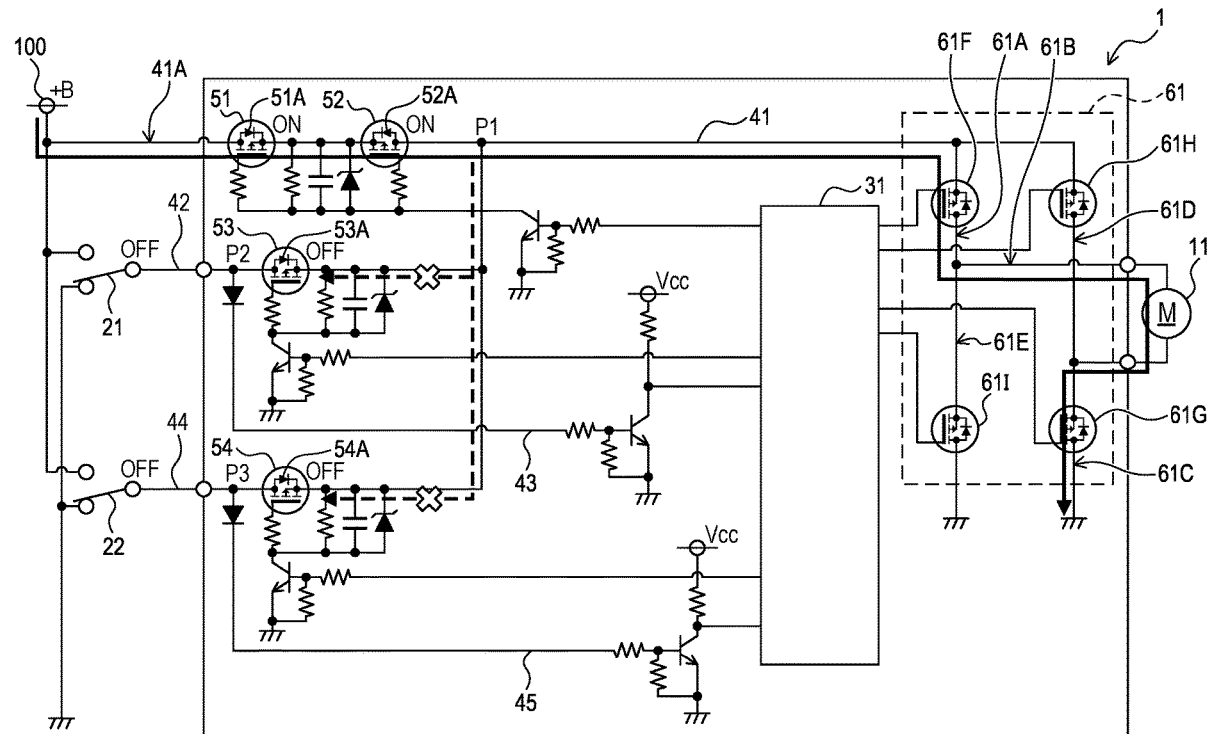 1
100
+B
41A
51
51A
ON
52
52A
ON
P1
41
61F
61A
61B
61
61H
31
61D
42
53
53A
OFF
P2
OFF
21
Vcc
11
M
61E
44
54
54A
OFF
P3
OFF
22
43
61I
61G
61C
Vcc
45